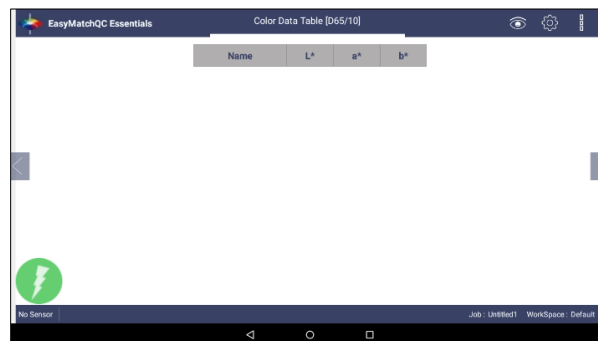 EasyMatchQC Essentials
Color Data Table [D65/10]
Name L* a* b*
No Sensor
Job : Untitled1 WorkSpace : Default